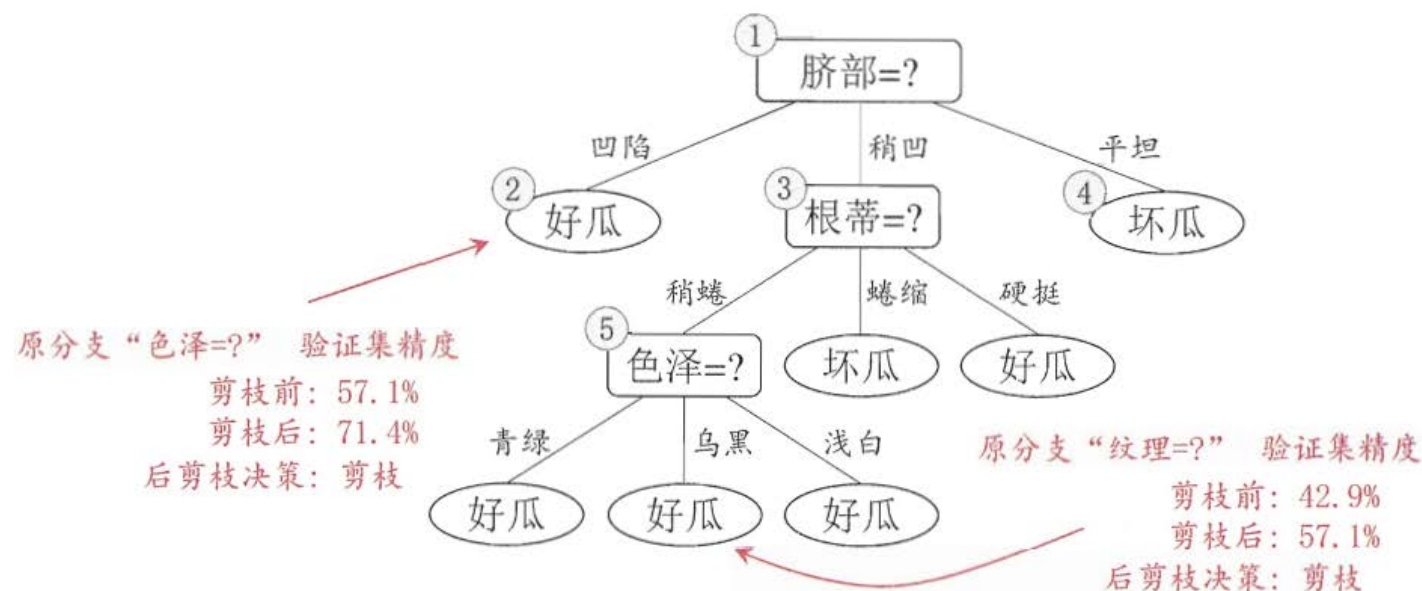 ①
脐部=?
凹陷
稍凹
平坦
②
好瓜
③
根蒂=?
④
坏瓜
稍蜷
蜷缩
硬挺
原分支“色泽=?” 验证集精度
剪枝前: 57.1%
剪枝后: 71.4%
后剪枝决策: 剪枝
⑤
色泽=?
坏瓜
好瓜
青绿
乌黑
浅白
好瓜
好瓜
好瓜
原分支“纹理=?” 验证集精度
剪枝前: 42.9%
剪枝后: 57.1%
后剪枝决策: 剪枝